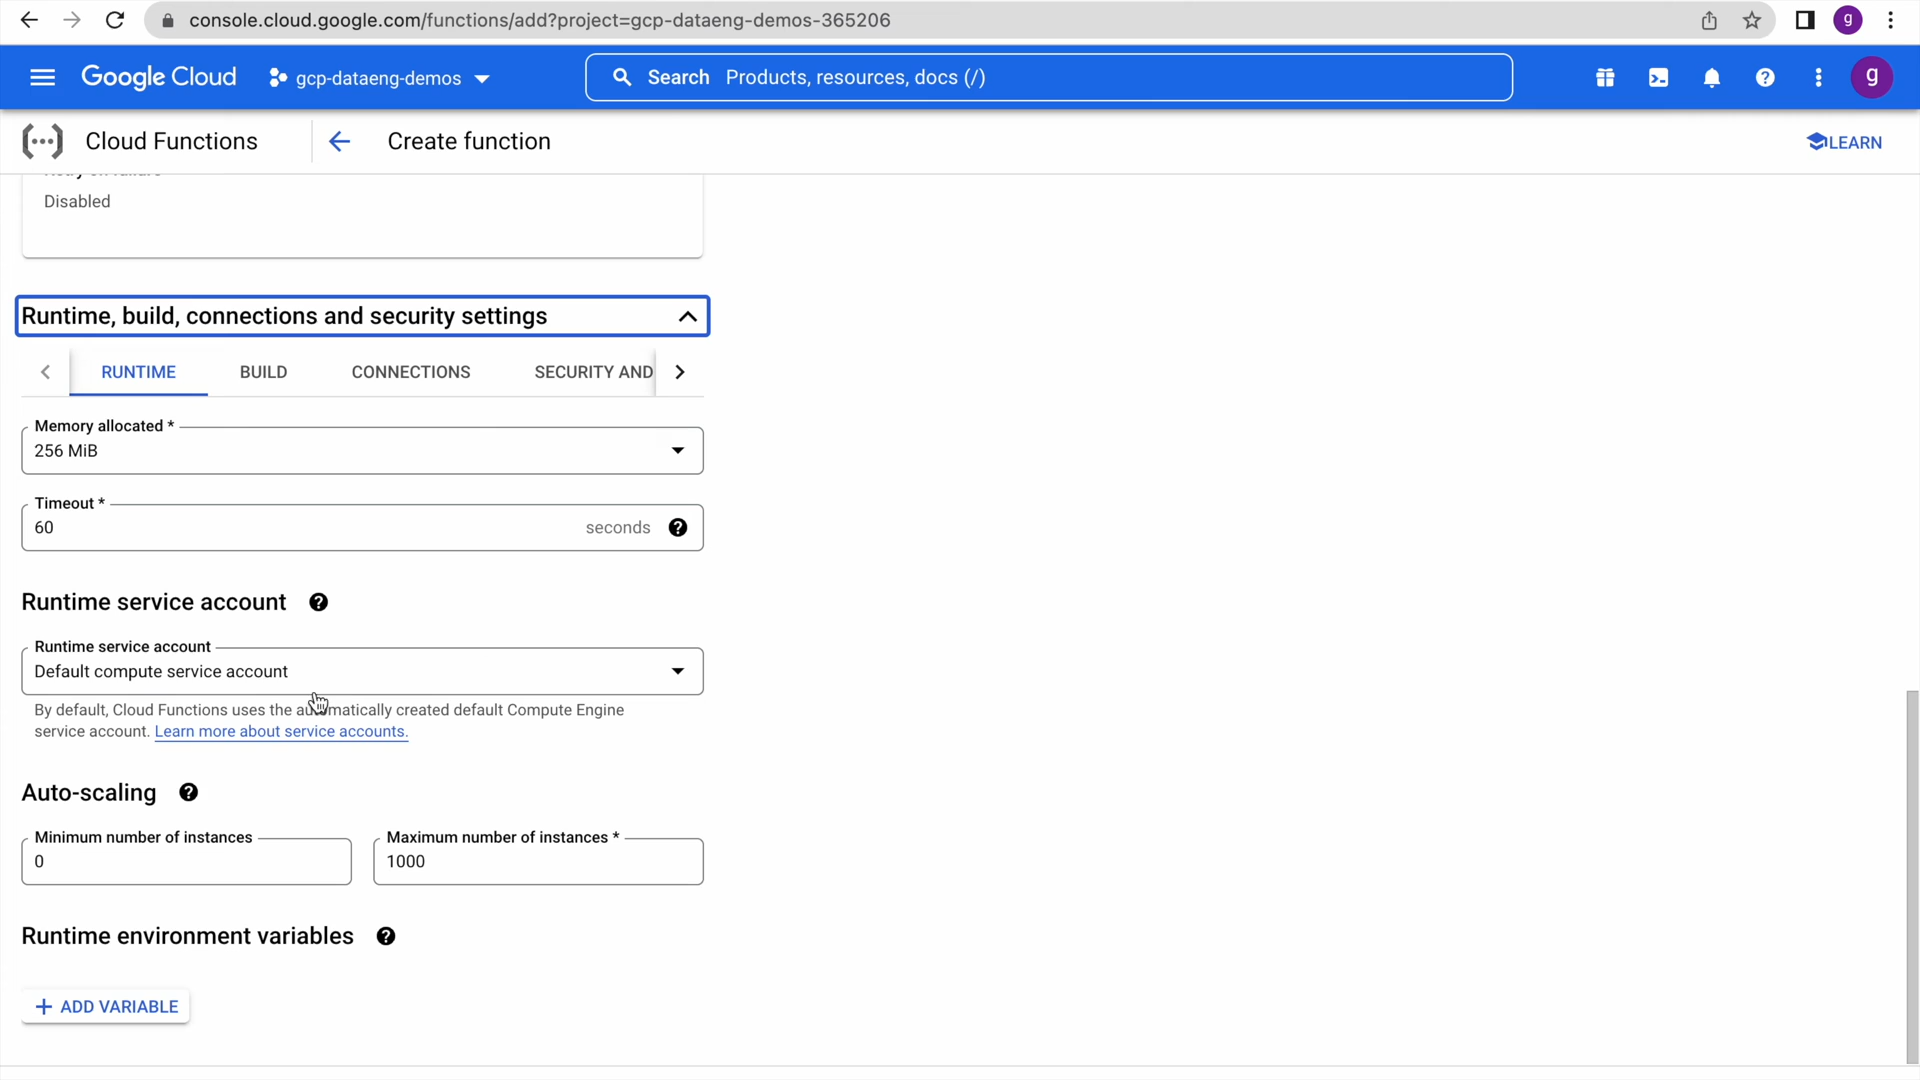 console.cloud.google.com/functions/add?project=gcp-dataeng-demos-365206
g
Google Cloud
gcp-dataeng-demos
Search Products, resources, docs (/)
g
Cloud Functions
Create function
LEARN
Disabled
Runtime, build, connections and security settings
RUNTIME
BUILD
CONNECTIONS
SECURITY AND
Memory allocated *
256 MiB
Timeout *
60
seconds
Runtime service account
Runtime service account
Default compute service account
By default, Cloud Functions uses the automatically created default Compute Engine
service account. Learn more about service accounts.
Auto-scaling
Minimum number of instances
0
Maximum number of instances *
1000
Runtime environment variables
+ ADD VARIABLE